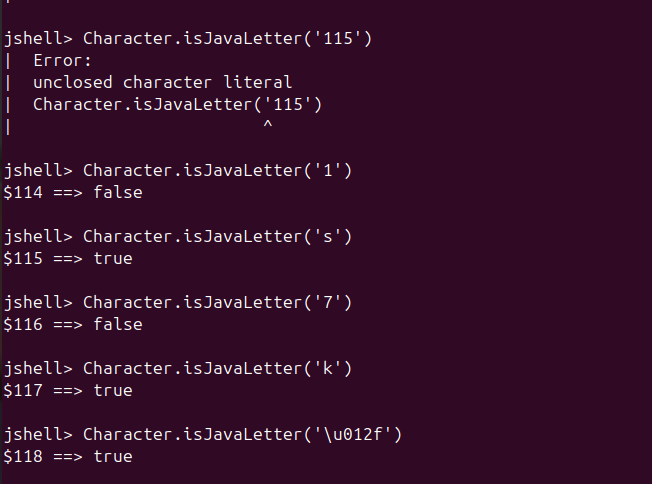 jshell> Character.isJavaLetter('115')
|  Error:
|  unclosed character literal
|  Character.isJavaLetter('115')
|                         ^
jshell> Character.isJavaLetter('1')
$114 ==> false
jshell> Character.isJavaLetter('s')
$115 ==> true
jshell> Character.isJavaLetter('7')
$116 ==> false
jshell> Character.isJavaLetter('k')
$117 ==> true
jshell> Character.isJavaLetter('\u012f')
$118 ==> true